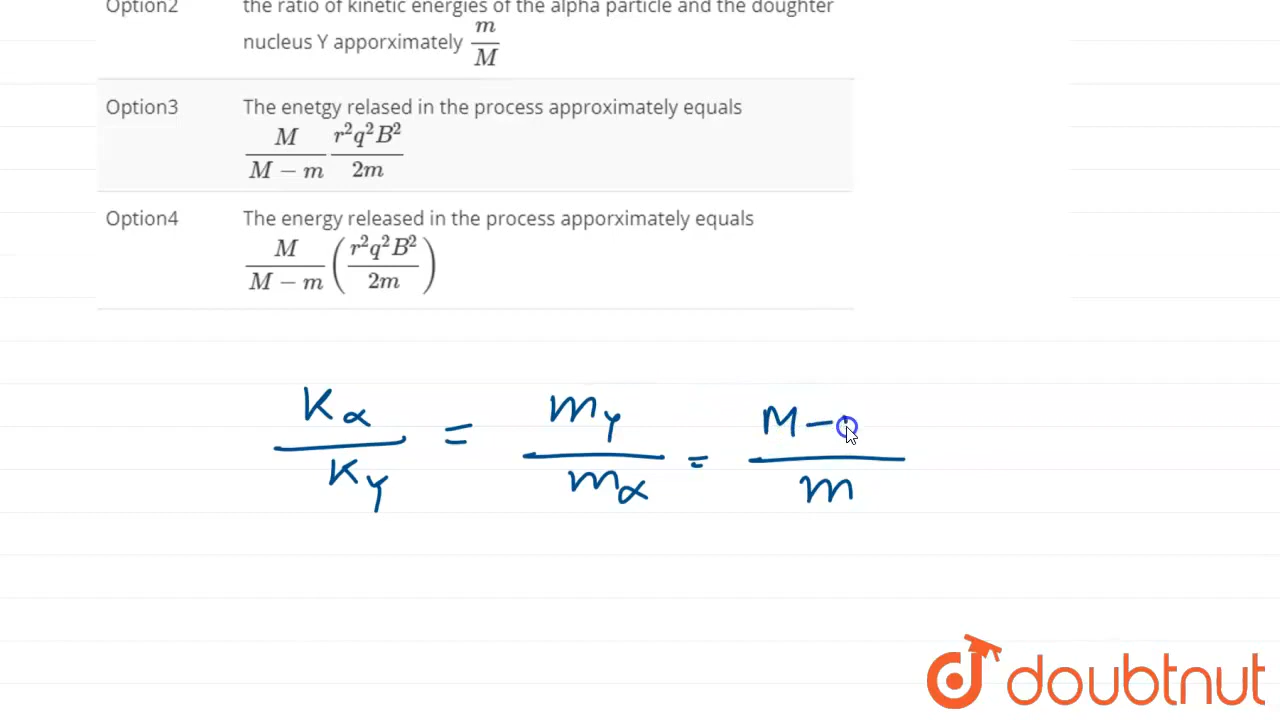 Option2 the ratio of kinetic energies of the alpha particle and the doughter
nucleus Y apporximately m/M
Option3 The enetgy relased in the process approximately equals
M/(M − m) r²q²B²/2m
Option4 The energy released in the process apporximately equals
M/(M − m) (r²q²B²/2m)
Kα/KY = mY/mα = M−/m
doubtnut